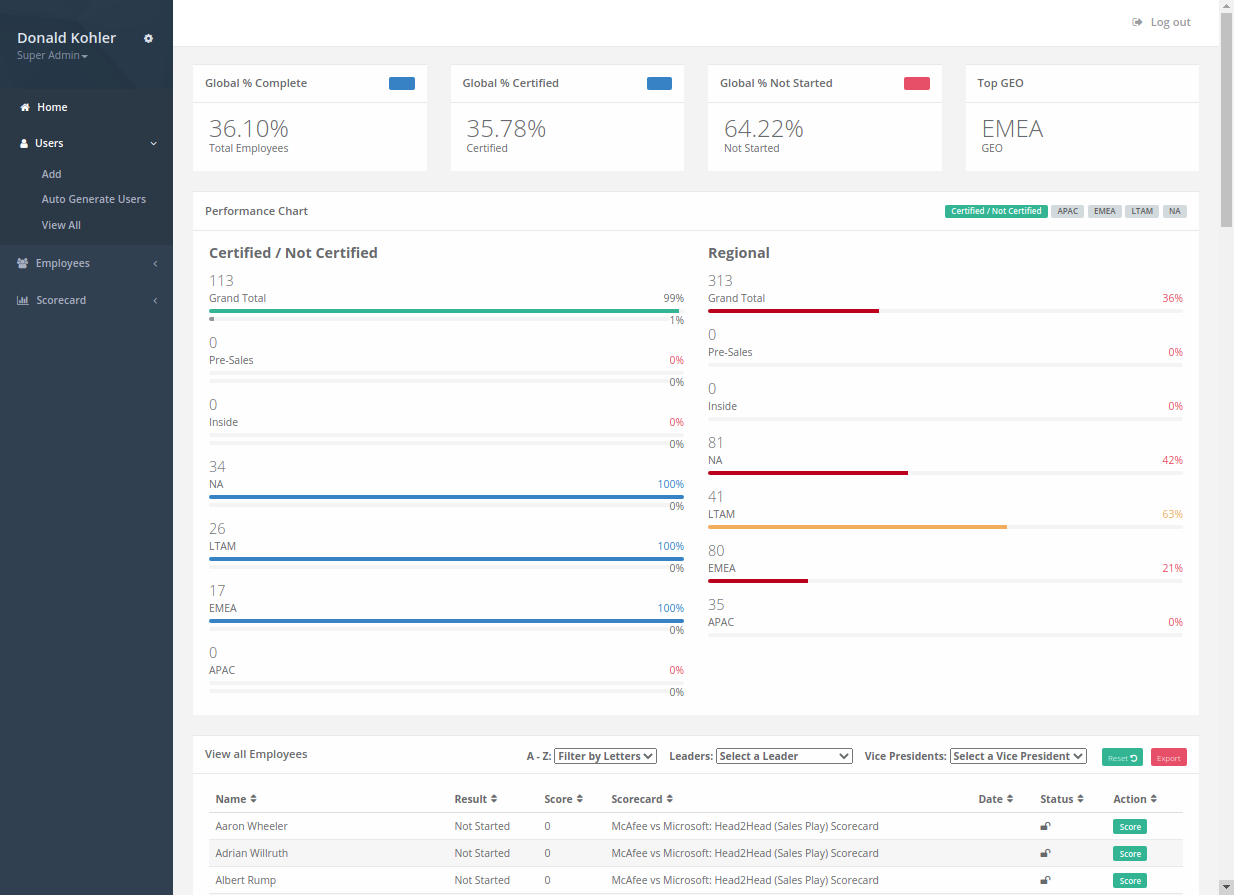 Donald Kohler
Super Admin
Log out
Home
Users
Add
Auto Generate Users
View All
Employees
Scorecard
Global % Complete
36.10%
Total Employees
Global % Certified
35.78%
Certified
Global % Not Started
64.22%
Not Started
Top GEO
EMEA
GEO
Performance Chart
Certified / Not Certified APAC EMEA LTAM NA
Certified / Not Certified
113
Grand Total 99%
1%
0
Pre-Sales 0%
0%
0
Inside 0%
0%
34
NA 100%
0%
26
LTAM 100%
0%
17
EMEA 100%
0%
0
APAC 0%
0%
Regional
313
Grand Total 36%
0
Pre-Sales 0%
0
Inside 0%
81
NA 42%
41
LTAM 63%
80
EMEA 21%
35
APAC 0%
View all Employees A - Z: Filter by Letters Leaders: Select a Leader Vice Presidents: Select a Vice President Reset Export
Name Result Score Scorecard Date Status Action
Aaron Wheeler Not Started 0 McAfee vs Microsoft: Head2Head (Sales Play) Scorecard Score
Adrian Willruth Not Started 0 McAfee vs Microsoft: Head2Head (Sales Play) Scorecard Score
Albert Rump Not Started 0 McAfee vs Microsoft: Head2Head (Sales Play) Scorecard Score